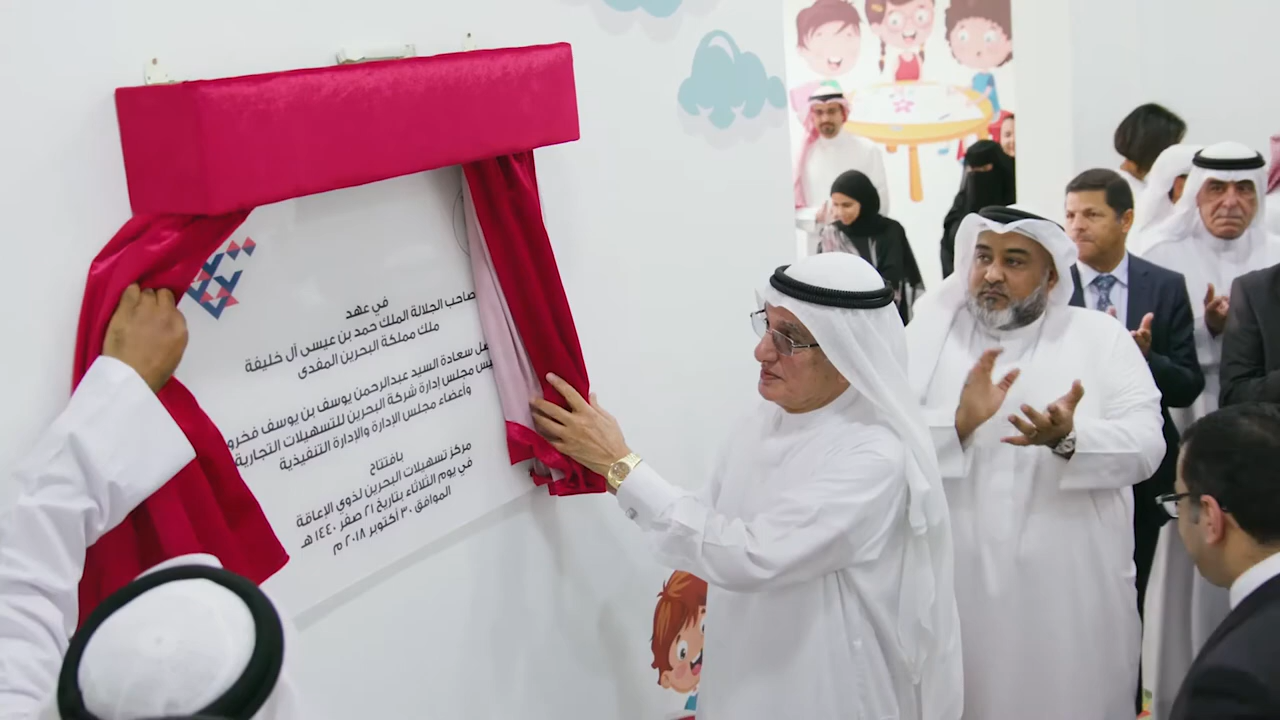 في عهد
صاحب الجلالة الملك حمد بن عيسى آل خليفة
ملك مملكة البحرين المفدى
سعادة السيد عبدالرحمن يوسف بن يوسف فخرو
مجلس إدارة شركة البحرين للتسهيلات التجارية
وأعضاء مجلس الإدارة والإدارة التنفيذية
بافتتاح
مركز تسهيلات البحرين لذوي الإعاقة
في يوم الثلاثاء بتاريخ ٢١ صفر ١٤٤٠ هـ
الموافق ٣٠ أكتوبر ٢٠١٨ م